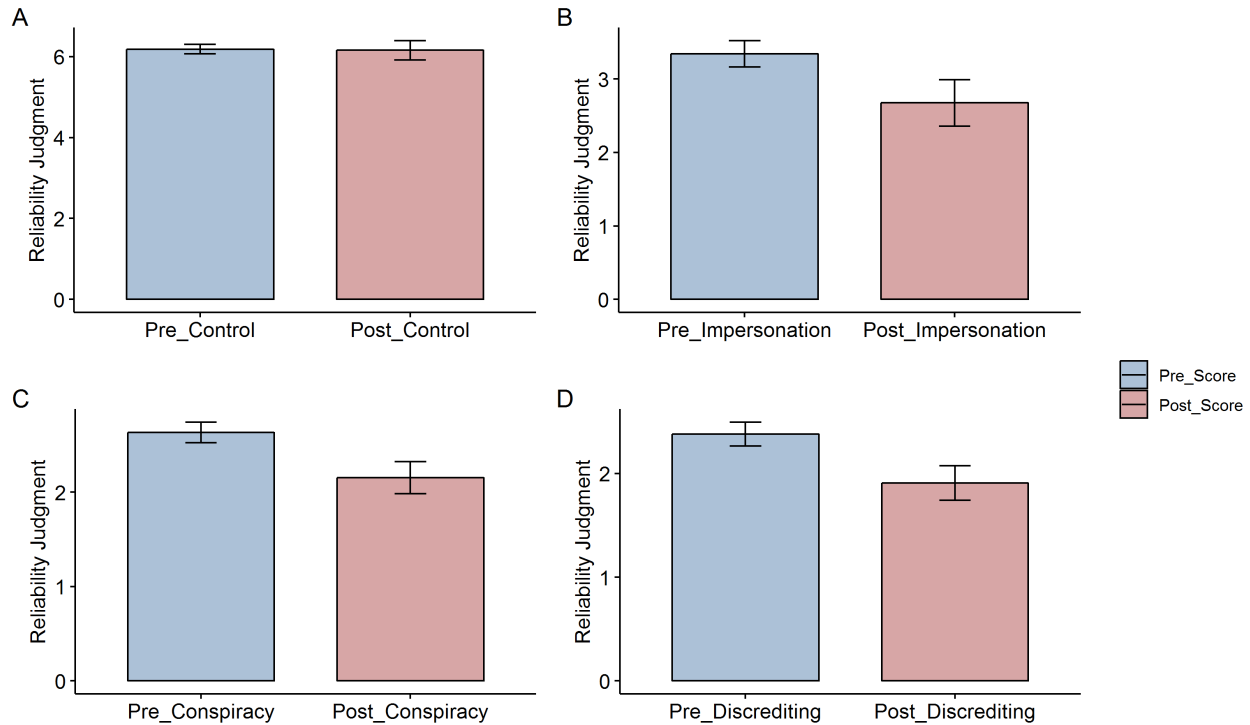 A
Reliability Judgment
6
4
2
0
Pre_Control
Post_Control
B
Reliability Judgment
3
2
1
0
Pre_Impersonation
Post_Impersonation
C
Reliability Judgment
2
1
0
Pre_Conspiracy
Post_Conspiracy
D
Reliability Judgment
2
1
0
Pre_Discrediting
Post_Discrediting
Pre_Score
Post_Score